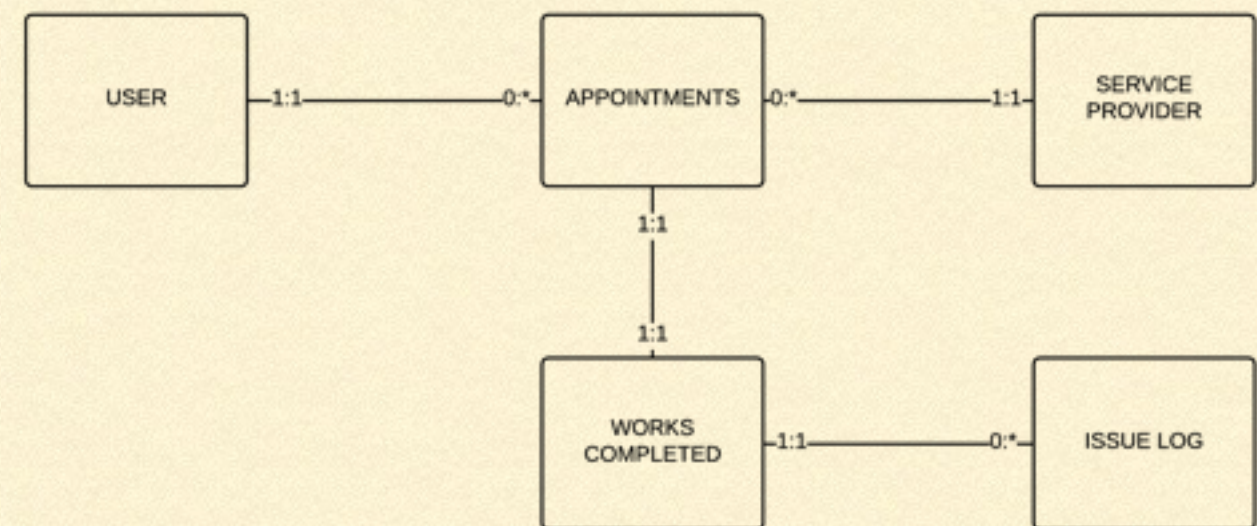 USER
1:1
0:*
APPOINTMENTS
0:*
1:1
SERVICE
PROVIDER
1:1
1:1
WORKS
COMPLETED
1:1
0:*
ISSUE LOG